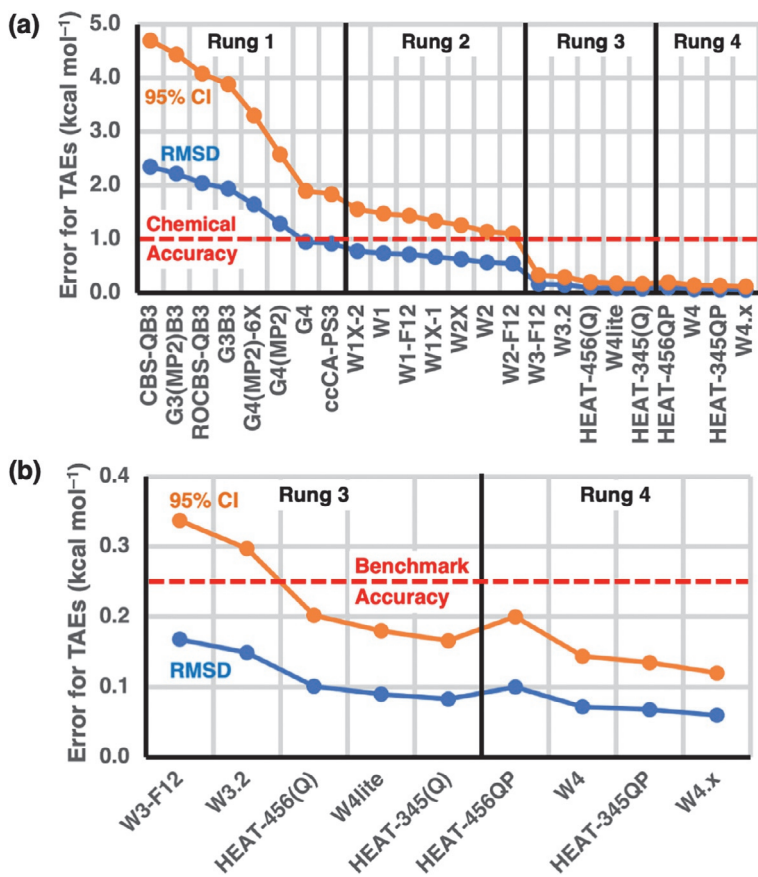 (a)
Error for TAEs (kcal mol⁻¹)
5.0
4.0
3.0
2.0
1.0
0.0
Rung 1
Rung 2
Rung 3
Rung 4
95% CI
RMSD
Chemical
Accuracy
CBS-QB3
G3(MP2)B3
ROCBS-QB3
G3B3
G4(MP2)-6X
G4(MP2)
G4
ccCA-PS3
W1X-2
W1
W1-F12
W1X-1
W2X
W2
W2-F12
W3-F12
W3.2
HEAT-456(Q)
W4lite
HEAT-345(Q)
HEAT-456QP
W4
HEAT-345QP
W4.x
(b)
Error for TAEs (kcal mol⁻¹)
0.4
0.3
0.2
0.1
0.0
Rung 3
Rung 4
95% CI
Benchmark
Accuracy
RMSD
W3-F12
W3.2
HEAT-456(Q)
W4lite
HEAT-345(Q)
HEAT-456QP
W4
HEAT-345QP
W4.x